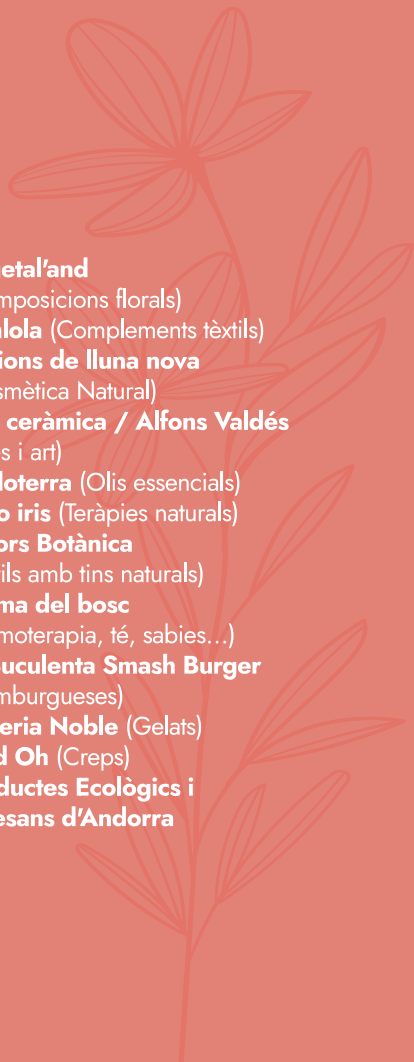 etal'and
mposicions florals)
lola (Complements tèxtils)
ions de lluna nova
smètica Natural)
ceràmica / Alfons Valdés
s i art)
loterra (Olis essencials)
o iris (Teràpies naturals)
ors Botànica
ils amb tins naturals)
ma del bosc
moterapia, té, sabies...)
uculenta Smash Burger
mburgueses)
eria Noble (Gelats)
d Oh (Creps)
ductes Ecològics i
esans d'Andorra